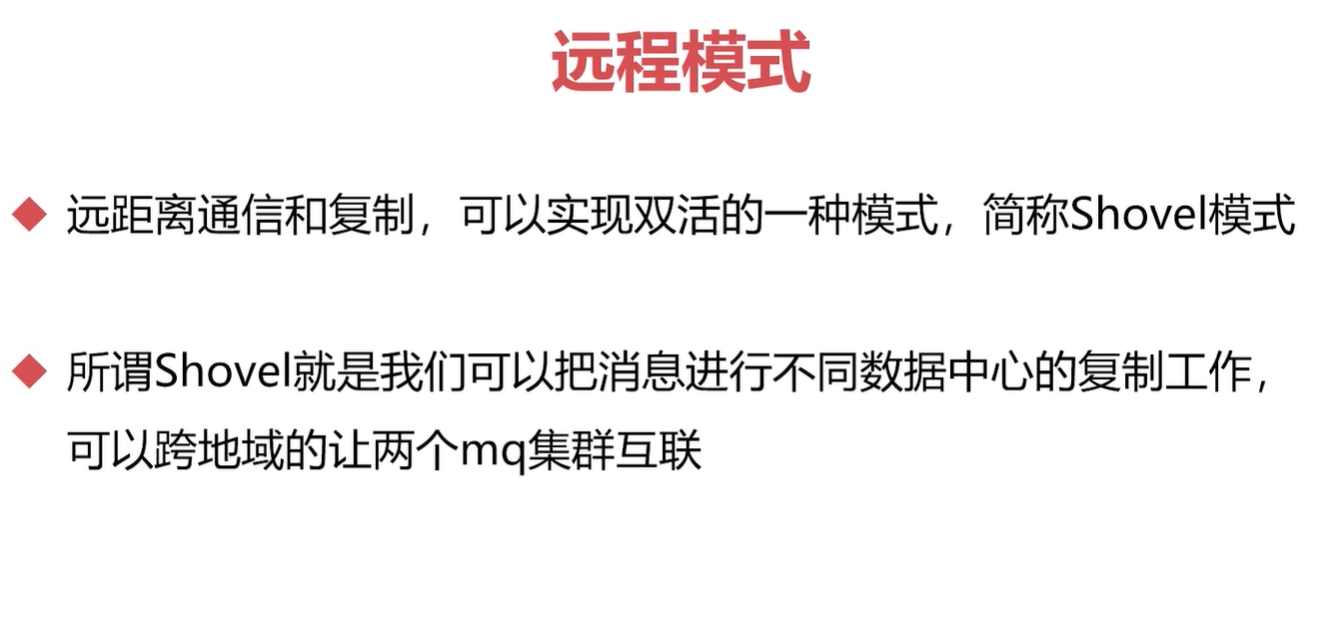 远程模式
远距离通信和复制，可以实现双活的一种模式，简称Shovel模式
所谓Shovel就是我们可以把消息进行不同数据中心的复制工作，
可以跨地域的让两个mq集群互联